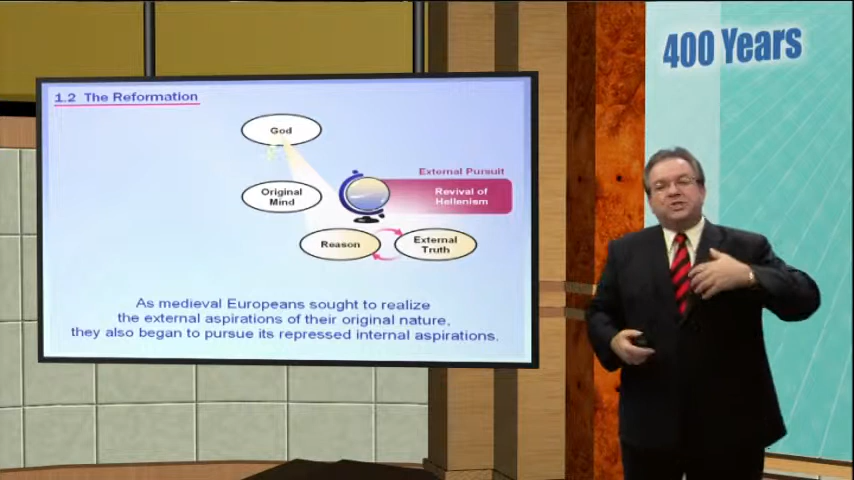 400 Years
1.2 The Reformation
God
External Pursuit
Original
Mind
Revival of
Hellenism
Reason
External
Truth
As medieval Europeans sought to realize
the external aspirations of their original nature,
they also began to pursue its repressed internal aspirations.